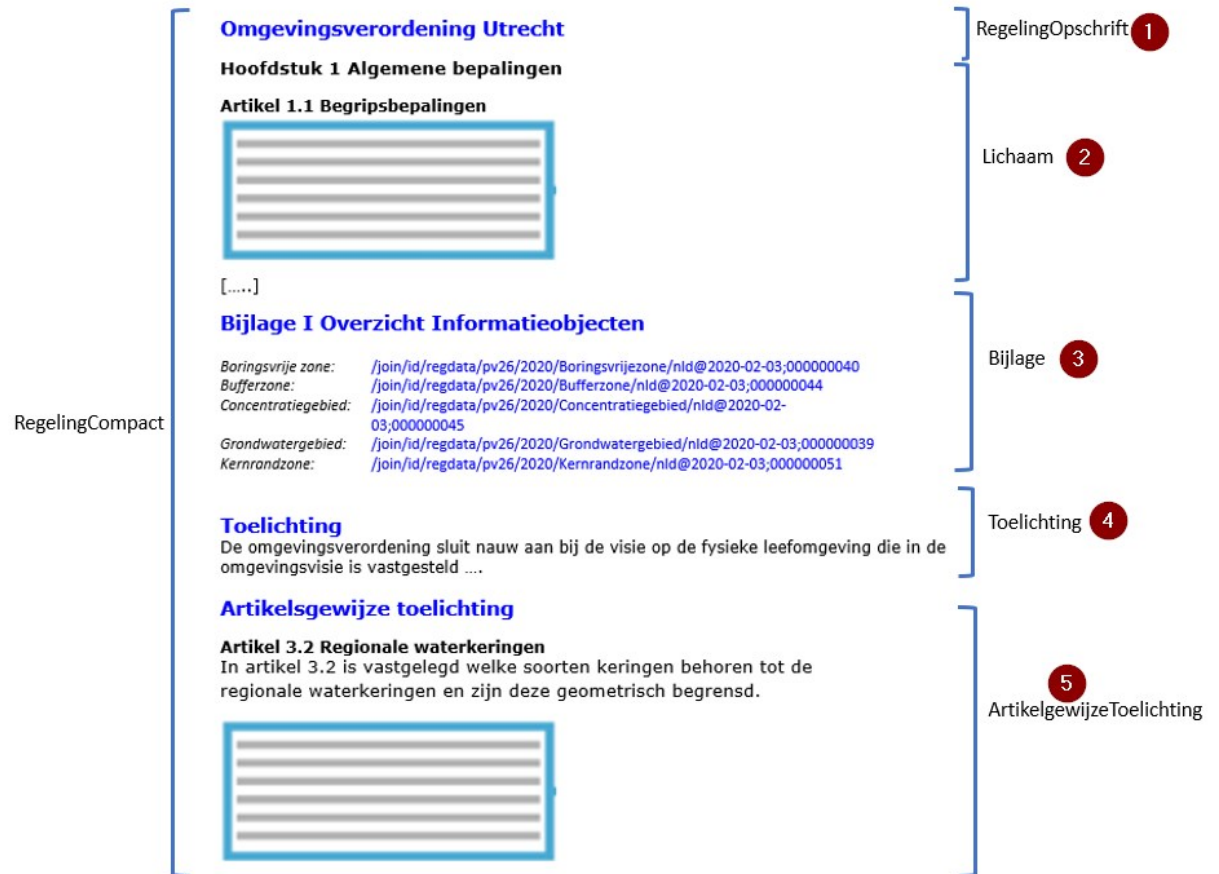 Omgevingsverordening Utrecht
RegelingOpschrift 1
Hoofdstuk 1 Algemene bepalingen
Artikel 1.1 Begripsbepalingen
Lichaam 2
[.....]
Bijlage I Overzicht Informatieobjecten
Bijlage 3
Boringsvrije zone: /join/id/regdata/pv26/2020/Boringsvrijezone/nld@2020-02-03;000000040
Bufferzone: /join/id/regdata/pv26/2020/Bufferzone/nld@2020-02-03;000000044
Concentratiegebied: /join/id/regdata/pv26/2020/Concentratiegebied/nld@2020-02-
03;000000045
RegelingCompact
Grondwatergebied: /join/id/regdata/pv26/2020/Grondwatergebied/nld@2020-02-03;000000039
Kernrandzone: /join/id/regdata/pv26/2020/Kernrandzone/nld@2020-02-03;000000051
Toelichting
Toelichting 4
De omgevingsverordening sluit nauw aan bij de visie op de fysieke leefomgeving die in de
omgevingsvisie is vastgesteld ....
Artikelsgewijze toelichting
Artikel 3.2 Regionale waterkeringen
In artikel 3.2 is vastgelegd welke soorten keringen behoren tot de
regionale waterkeringen en zijn deze geometrisch begrensd.
5
ArtikelgewijzeToelichting